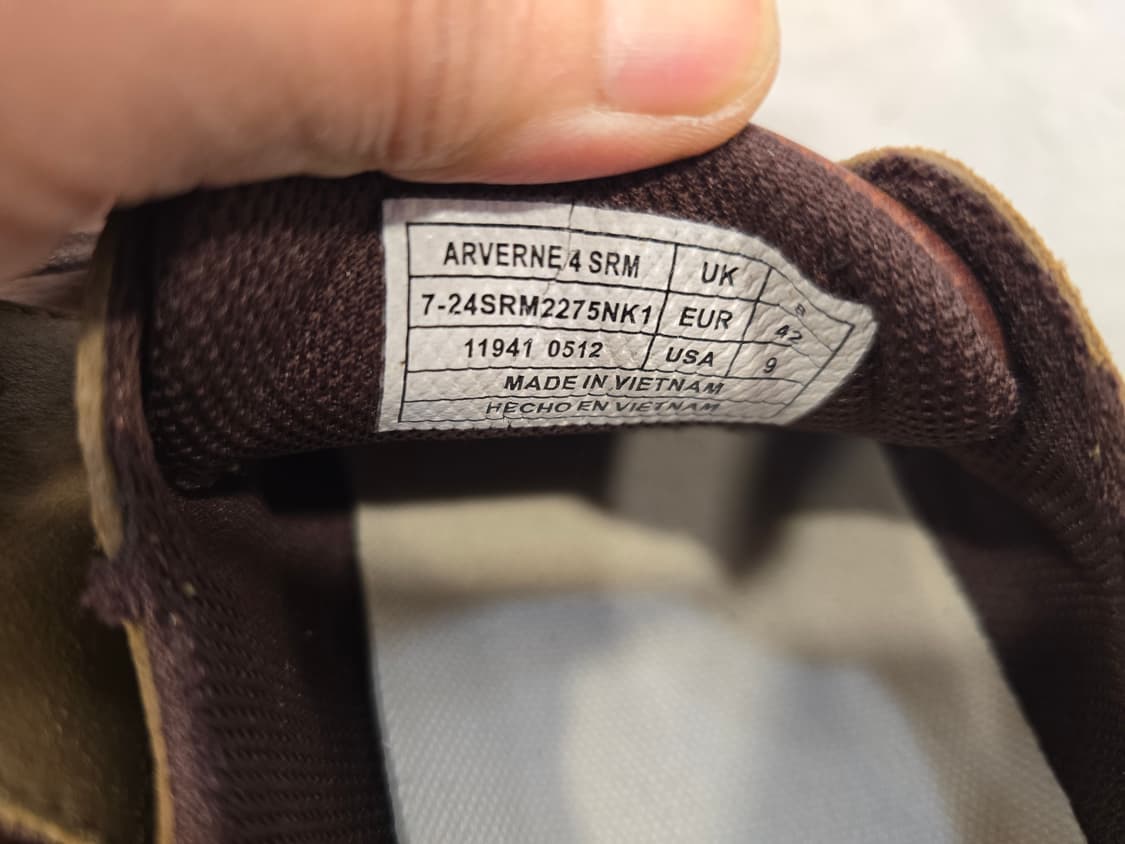 ARVERNE 4 SRM UK 8
7-24SRM2275NK1 EUR 42
11941 0512 USA 9
MADE IN VIETNAM
HECHO EN VIETNAM